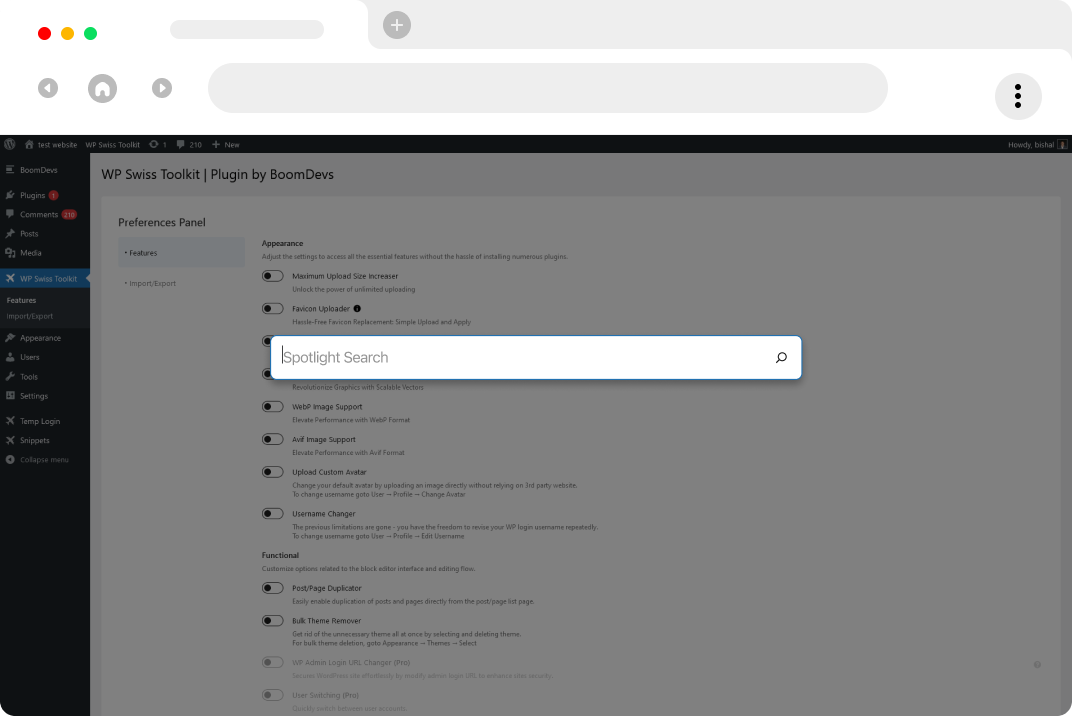 test website WP Swiss Toolkit 1 210 New Howdy, bishal
BoomDevs
Plugins 1
Comments 210
Posts
Media
WP Swiss Toolkit
Features
Import/Export
Appearance
Users
Tools
Settings
Temp Login
Snippets
Collapse menu
WP Swiss Toolkit | Plugin by BoomDevs
Preferences Panel
• Features
• Import/Export
Appearance
Adjust the settings to access all the essential features without the hassle of installing numerous plugins.
Maximum Upload Size Increaser
Unlock the power of unlimited uploading
Favicon Uploader
Hassle-Free Favicon Replacement: Simple Upload and Apply
Spotlight Search
Revolutionize Graphics with Scalable Vectors
WebP Image Support
Elevate Performance with WebP Format
Avif Image Support
Elevate Performance with Avif Format
Upload Custom Avatar
Change your default avatar by uploading an image directly without relying on 3rd party website.
To change username goto User → Profile → Change Avatar
Username Changer
The previous limitations are gone - you have the freedom to revise your WP login username repeatedly.
To change username goto User → Profile → Edit Username
Functional
Customize options related to the block editor interface and editing flow.
Post/Page Duplicator
Easily enable duplication of posts and pages directly from the post/page list page.
Bulk Theme Remover
Get rid of the unnecessary theme all at once by selecting and deleting theme.
For bulk theme deletion, goto Appearance → Themes → Select
WP Admin Login URL Changer (Pro)
Secure WordPress site effortlessly by modify admin login URL to enhance sites security.
User Switching (Pro)
Quickly switch between user accounts.